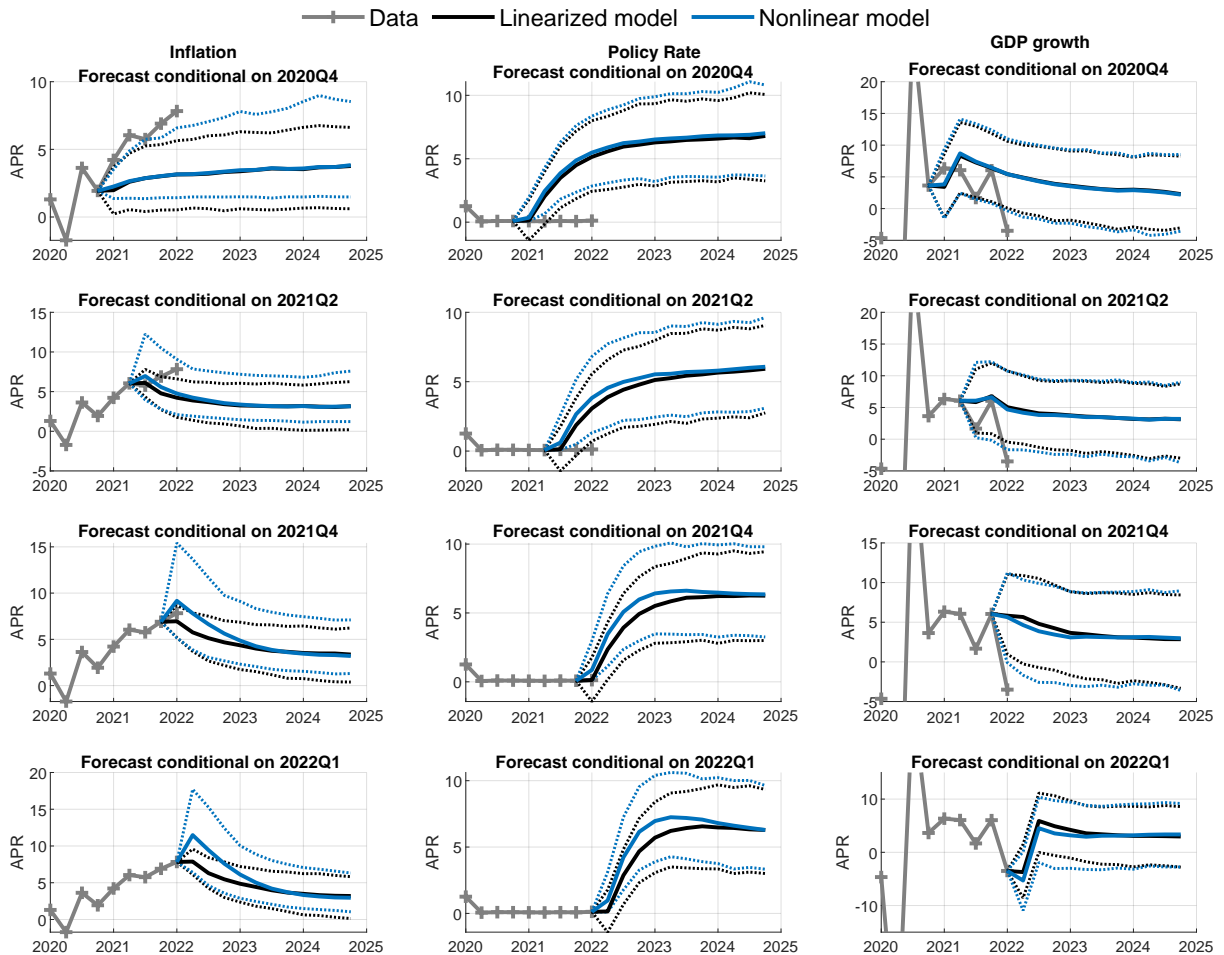 Data Linearized model Nonlinear model
Inflation Policy Rate GDP growth
Forecast conditional on 2020Q4 Forecast conditional on 2020Q4 Forecast conditional on 2020Q4
10
5
0
APR
2020 2021 2022 2023 2024 2025
10
5
0
APR
2020 2021 2022 2023 2024 2025
20
15
10
5
0
-5
APR
2020 2021 2022 2023 2024 2025
Forecast conditional on 2021Q2 Forecast conditional on 2021Q2 Forecast conditional on 2021Q2
15
10
5
0
-5
APR
2020 2021 2022 2023 2024 2025
10
5
0
APR
2020 2021 2022 2023 2024 2025
20
15
10
5
0
-5
APR
2020 2021 2022 2023 2024 2025
Forecast conditional on 2021Q4 Forecast conditional on 2021Q4 Forecast conditional on 2021Q4
15
10
5
0
APR
2020 2021 2022 2023 2024 2025
10
5
0
APR
2020 2021 2022 2023 2024 2025
15
10
5
0
-5
APR
2020 2021 2022 2023 2024 2025
Forecast conditional on 2022Q1 Forecast conditional on 2022Q1 Forecast conditional on 2022Q1
20
15
10
5
0
APR
2020 2021 2022 2023 2024 2025
10
5
0
APR
2020 2021 2022 2023 2024 2025
10
0
-10
APR
2020 2021 2022 2023 2024 2025